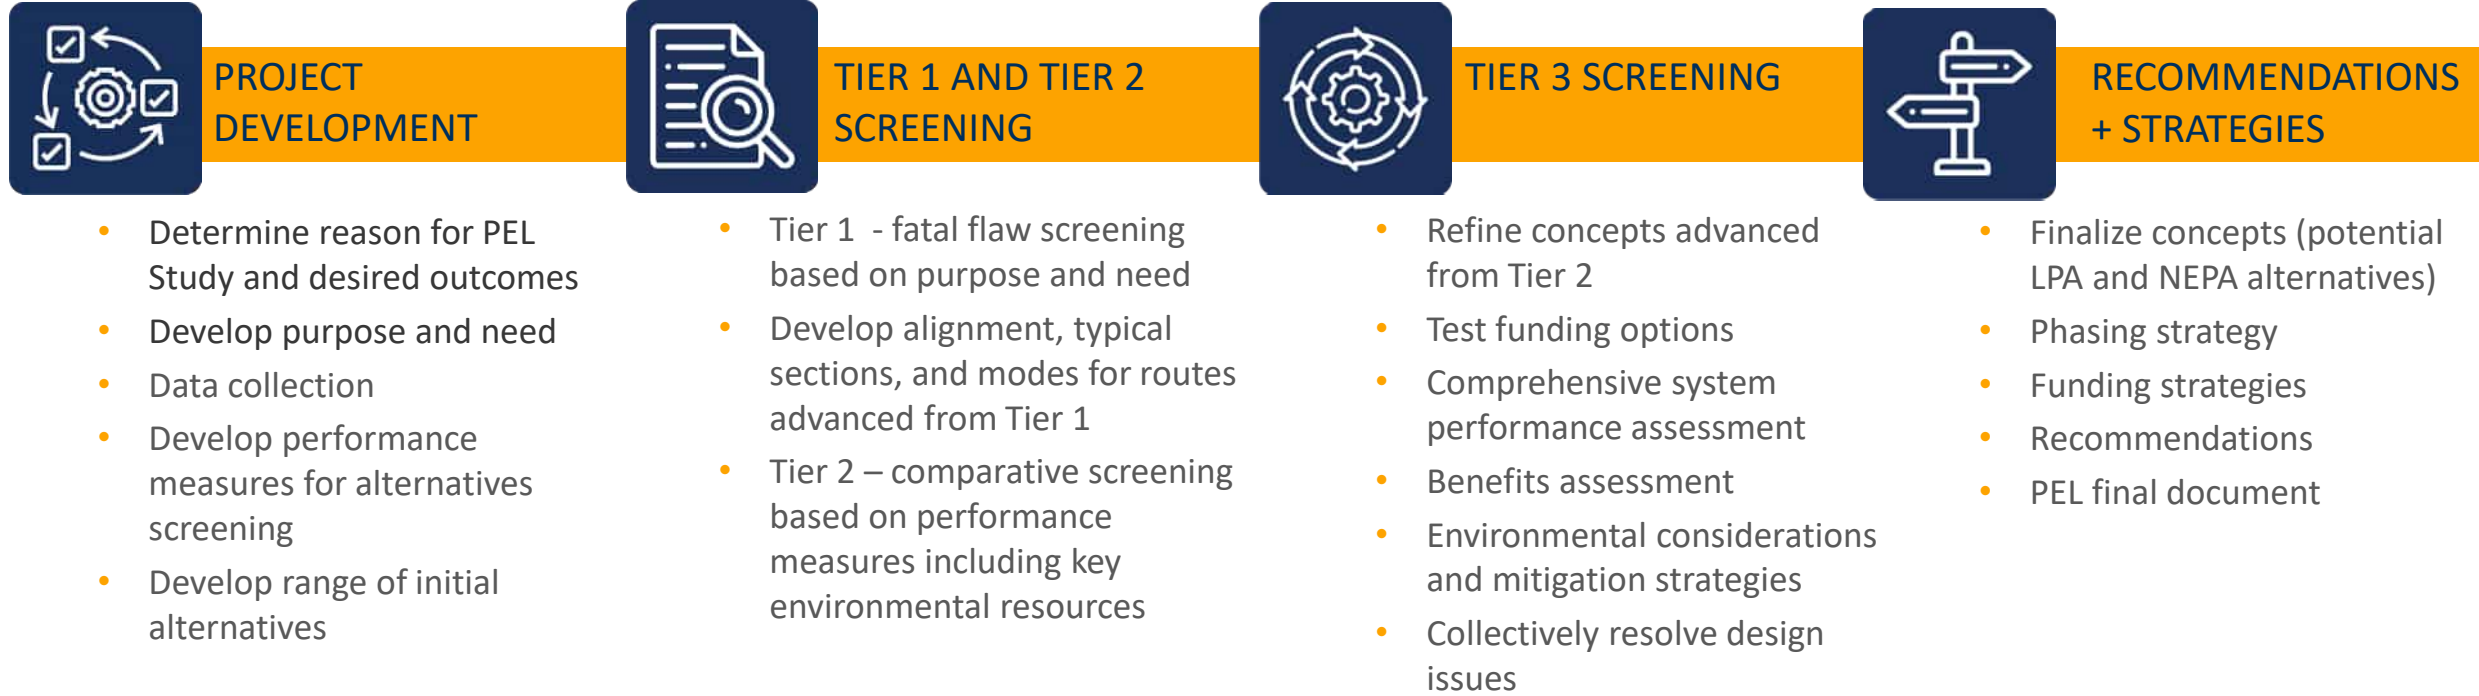 PROJECT
DEVELOPMENT
• Determine reason for PEL
Study and desired outcomes
• Develop purpose and need
• Data collection
• Develop performance
measures for alternatives
screening
• Develop range of initial
alternatives
TIER 1 AND TIER 2
SCREENING
• Tier 1 - fatal flaw screening
based on purpose and need
• Develop alignment, typical
sections, and modes for routes
advanced from Tier 1
• Tier 2 – comparative screening
based on performance
measures including key
environmental resources
TIER 3 SCREENING
• Refine concepts advanced
from Tier 2
• Test funding options
• Comprehensive system
performance assessment
• Benefits assessment
• Environmental considerations
and mitigation strategies
• Collectively resolve design
issues
RECOMMENDATIONS
+ STRATEGIES
• Finalize concepts (potential
LPA and NEPA alternatives)
• Phasing strategy
• Funding strategies
• Recommendations
• PEL final document